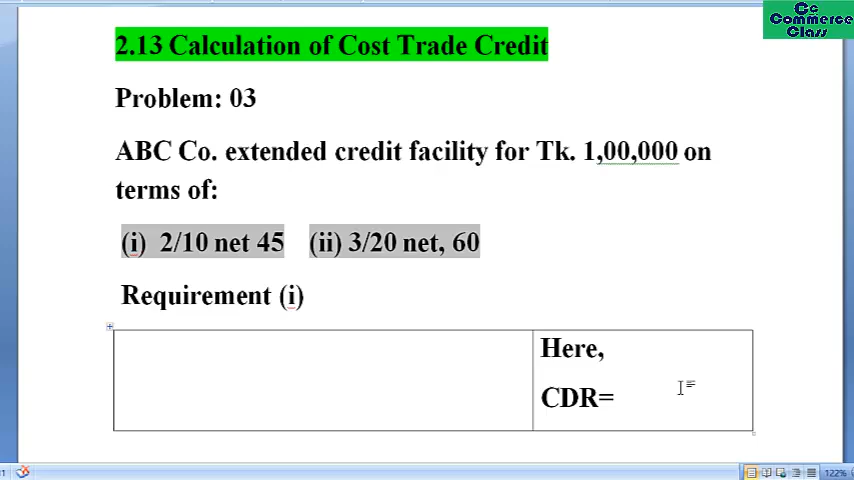 Cc
Commerce
Class
2.13 Calculation of Cost Trade Credit
Problem: 03
ABC Co. extended credit facility for Tk. 1,00,000 on
terms of:
(i) 2/10 net 45 (ii) 3/20 net, 60
Requirement (i)
Here,
CDR=
122%